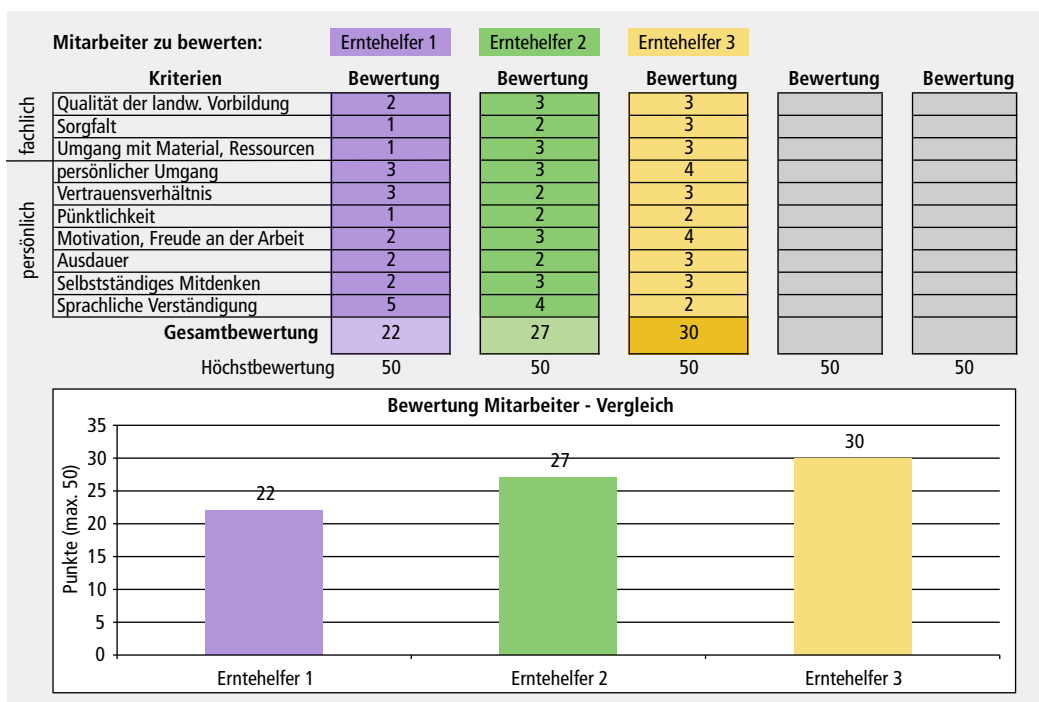 Mitarbeiter zu bewerten: Erntehelfer 1 Erntehelfer 2 Erntehelfer 3
Kriterien Bewertung Bewertung Bewertung Bewertung Bewertung
fachlich
Qualität der landw. Vorbildung 2 3 3
Sorgfalt 1 2 3
Umgang mit Material, Ressourcen 1 3 3
persönlich
persönlicher Umgang 3 3 4
Vertrauensverhältnis 3 2 3
Pünktlichkeit 1 2 2
Motivation, Freude an der Arbeit 2 3 4
Ausdauer 2 2 3
Selbstständiges Mitdenken 2 3 3
Sprachliche Verständigung 5 4 2
Gesamtbewertung 22 27 30
Höchstbewertung 50 50 50 50 50
Bewertung Mitarbeiter - Vergleich
Punkte (max. 50)
35
30
25
20
15
10
5
0
22
27
30
Erntehelfer 1 Erntehelfer 2 Erntehelfer 3